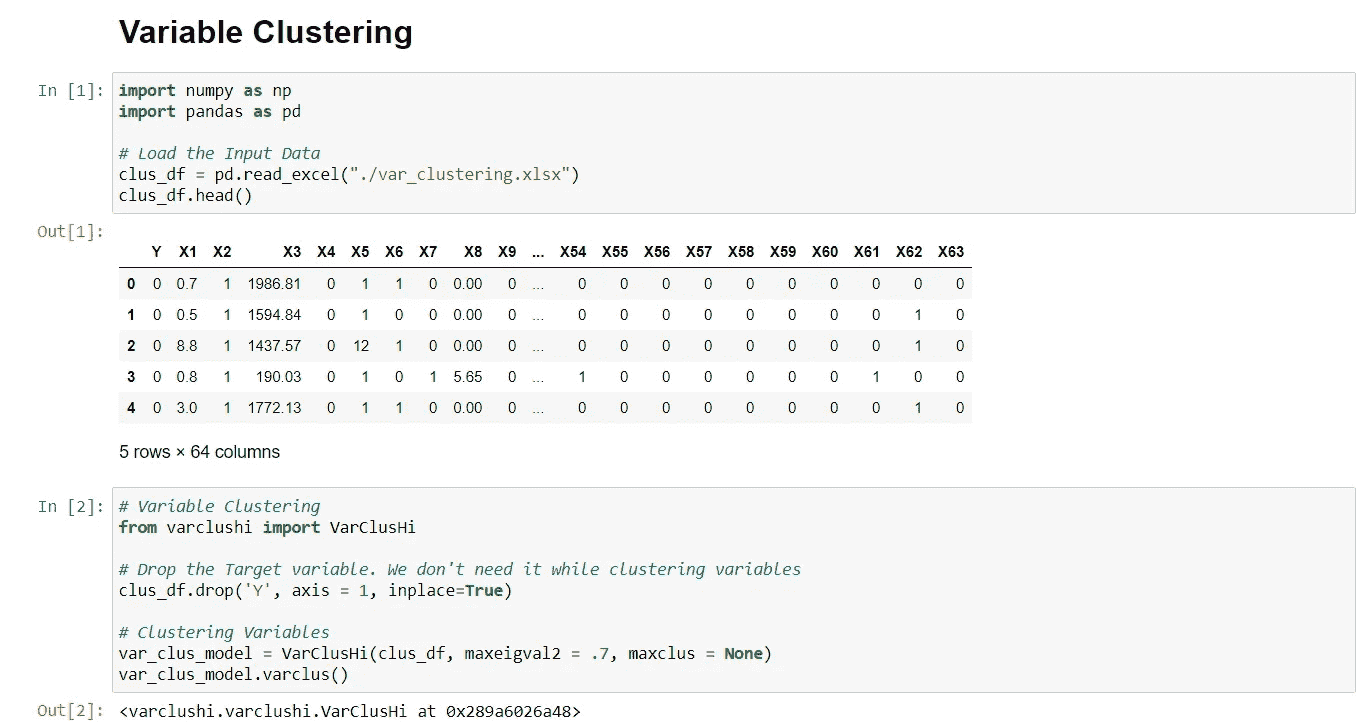 Variable Clustering
In [1]: import numpy as np
import pandas as pd
# Load the Input Data
clus_df = pd.read_excel("./var_clustering.xlsx")
clus_df.head()
Out[1]:
Y X1 X2 X3 X4 X5 X6 X7 X8 X9 ... X54 X55 X56 X57 X58 X59 X60 X61 X62 X63
0 0 0.7 1 1986.81 0 1 1 0 0.00 0 ... 0 0 0 0 0 0 0 0 0 0
1 0 0.5 1 1594.84 0 1 0 0 0.00 0 ... 0 0 0 0 0 0 0 0 1 0
2 0 8.8 1 1437.57 0 12 1 0 0.00 0 ... 0 0 0 0 0 0 0 0 1 0
3 0 0.8 1 190.03 0 1 0 1 5.65 0 ... 1 0 0 0 0 0 0 1 0 0
4 0 3.0 1 1772.13 0 1 1 0 0.00 0 ... 0 0 0 0 0 0 0 0 1 0
5 rows × 64 columns
In [2]: # Variable Clustering
from varclushi import VarClusHi
# Drop the Target variable. We don't need it while clustering variables
clus_df.drop('Y', axis = 1, inplace=True)
# Clustering Variables
var_clus_model = VarClusHi(clus_df, maxeigval2 = .7, maxclus = None)
var_clus_model.varclus()
Out[2]: <varclushi.varclushi.VarClusHi at 0x289a6026a48>